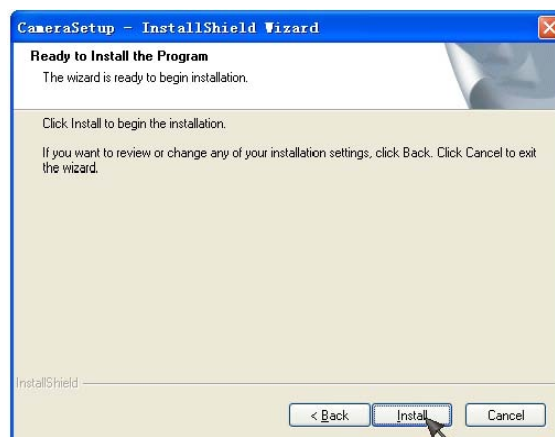 CameraSetup - InstallShield Wizard
Ready to Install the Program
The wizard is ready to begin installation.
Click Install to begin the installation.
If you want to review or change any of your installation settings, click Back. Click Cancel to exit
the wizard.
InstallShield
< Back Install Cancel